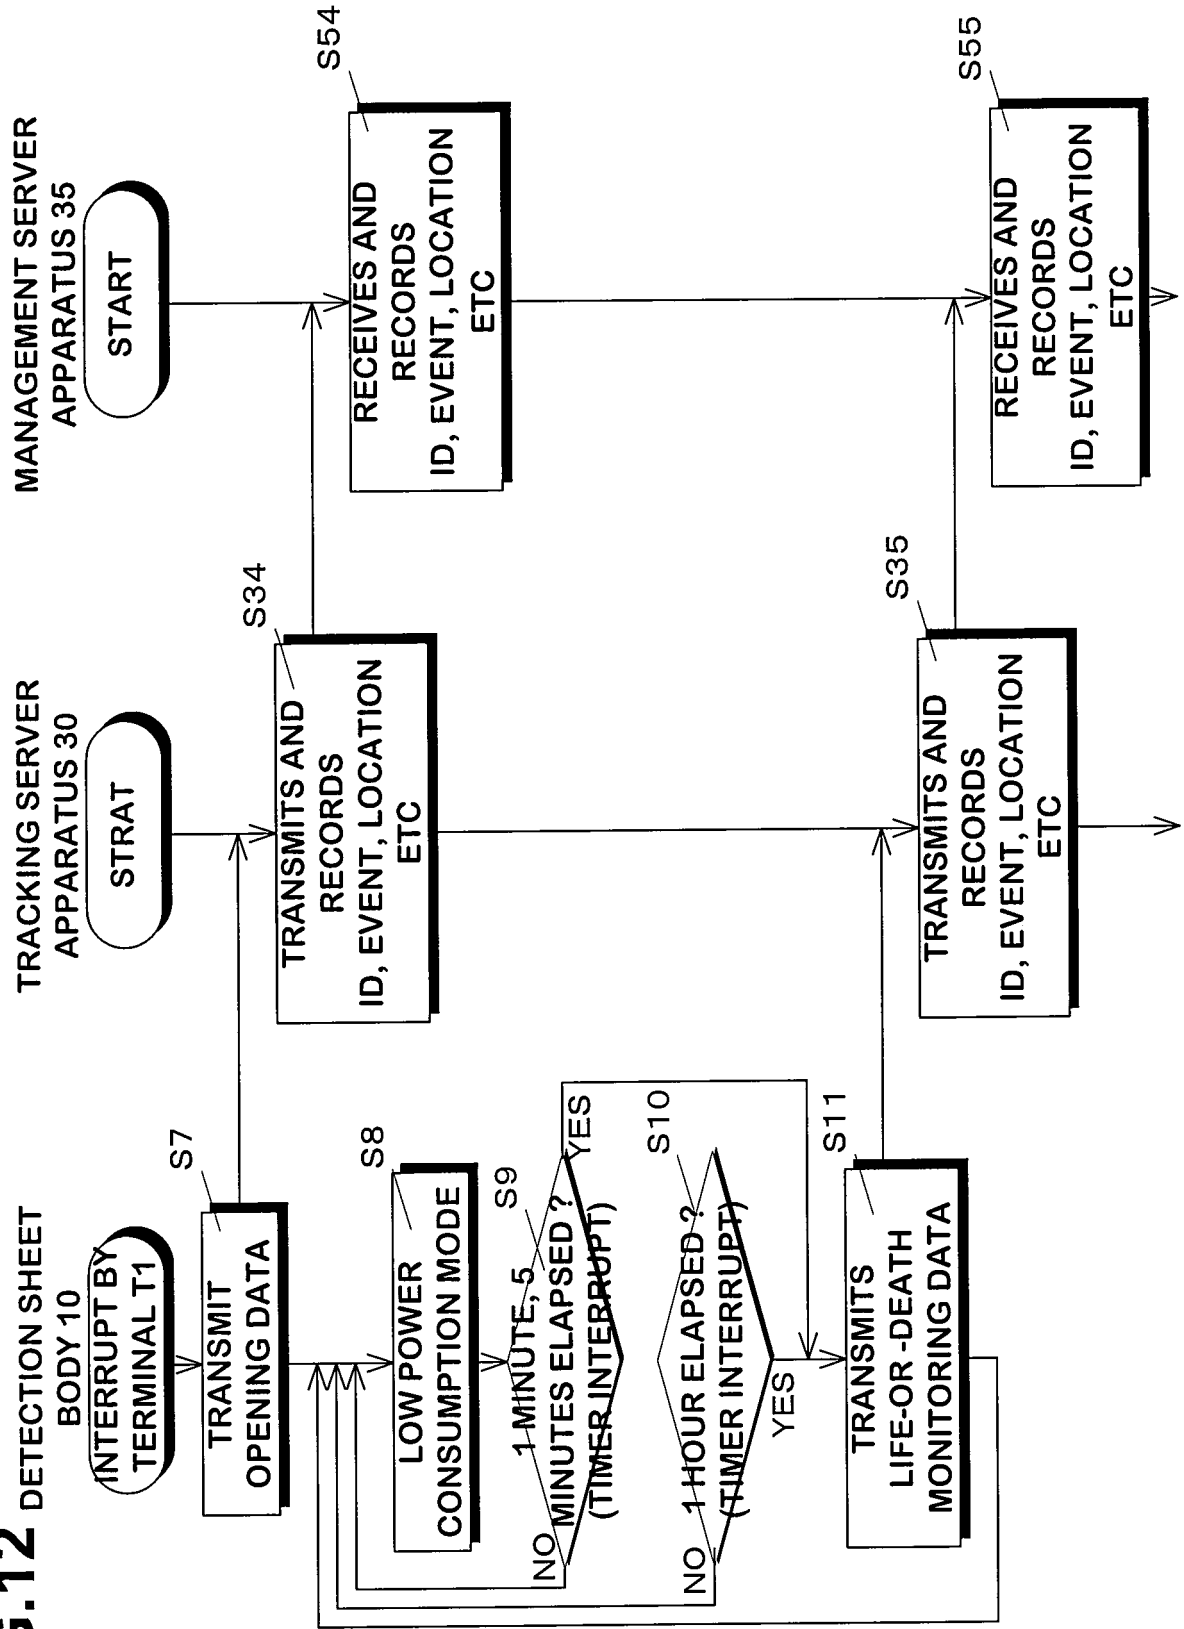 G.12
DETECTION SHEET
BODY 10
INTERRUPT BY
TERMINAL T1
S7
TRANSMIT
OPENING DATA
S8
LOW POWER
CONSUMPTION MODE
S9
1 MINUTE, 5
MINUTES ELAPSED ?
(TIMER INTERRUPT)
NO
YES
S10
1 HOUR ELAPSED ?
(TIMER INTERRUPT)
NO
YES
S11
TRANSMITS
LIFE-OR -DEATH
MONITORING DATA
TRACKING SERVER
APPARATUS 30
STRAT
S34
TRANSMITS AND
RECORDS
ID, EVENT, LOCATION
ETC
S35
TRANSMITS AND
RECORDS
ID, EVENT, LOCATION
ETC
MANAGEMENT SERVER
APPARATUS 35
START
S54
RECEIVES AND
RECORDS
ID, EVENT, LOCATION
ETC
S55
RECEIVES AND
RECORDS
ID, EVENT, LOCATION
ETC